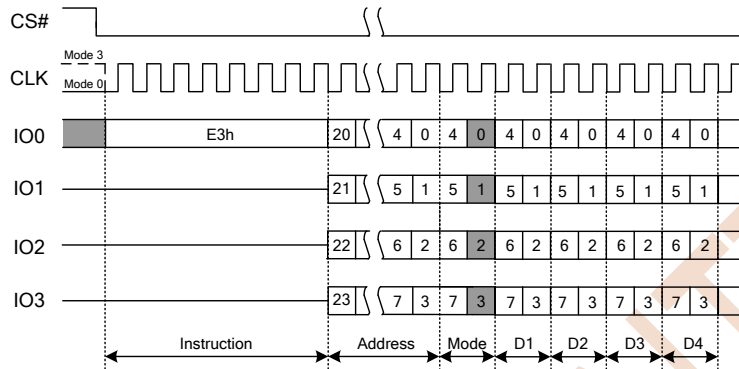 CS#
Mode 3
CLK
Mode 0
IO0 E3h 20 4 0 4 0 4 0 4 0 4 0 4 0
IO1 21 5 1 5 1 5 1 5 1 5 1 5 1
IO2 22 6 2 6 2 6 2 6 2 6 2 6 2
IO3 23 7 3 7 3 7 3 7 3 7 3 7 3
Instruction Address Mode D1 D2 D3 D4